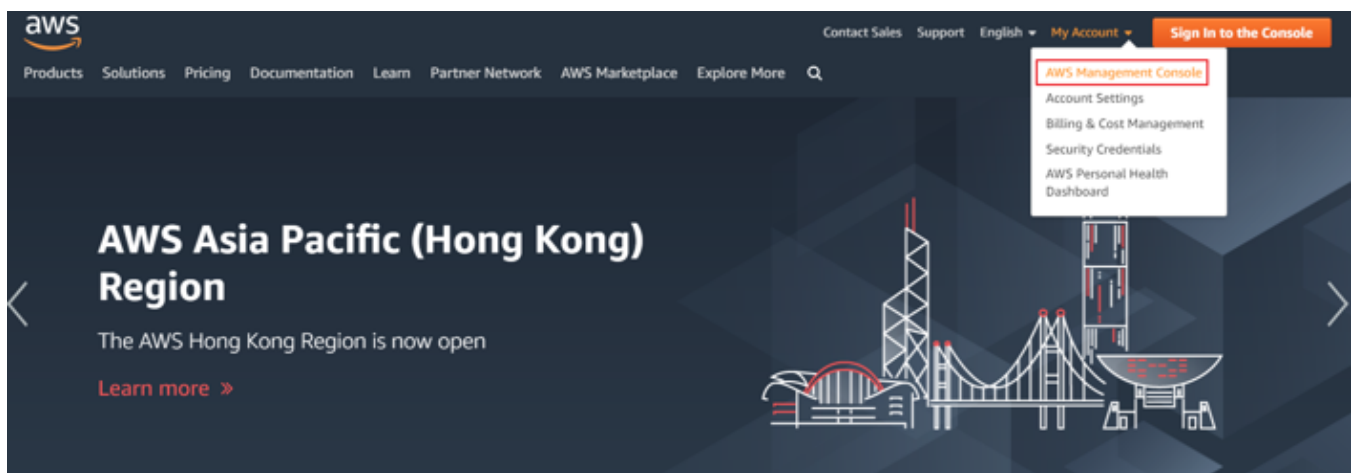 aws
Contact Sales Support English My Account Sign In to the Console
Products Solutions Pricing Documentation Learn Partner Network AWS Marketplace Explore More
AWS Management Console
Account Settings
Billing & Cost Management
Security Credentials
AWS Personal Health
Dashboard
AWS Asia Pacific (Hong Kong)
Region
The AWS Hong Kong Region is now open
Learn more »